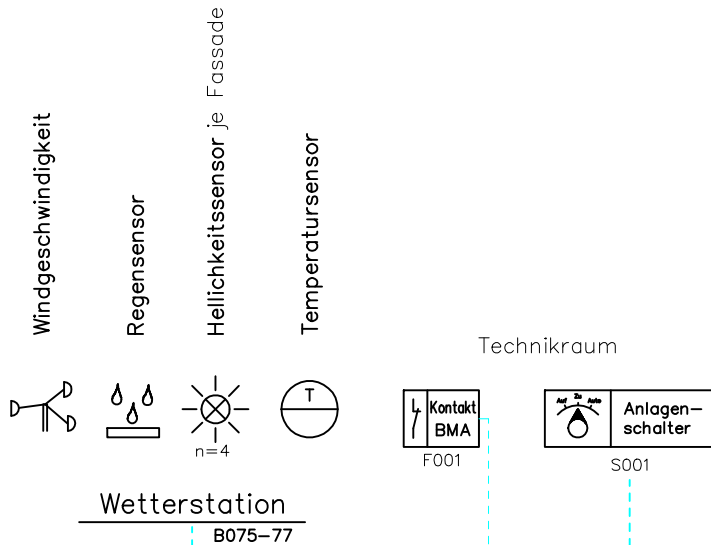 Windgeschwindigkeit
Regensensor
Hellichkeitssensor je Fassade
Temperatursensor
T
n=4
Wetterstation
B075-77
Technikraum
Kontakt
BMA
F001
Auf Zu Auto
Anlagen-
schalter
S001